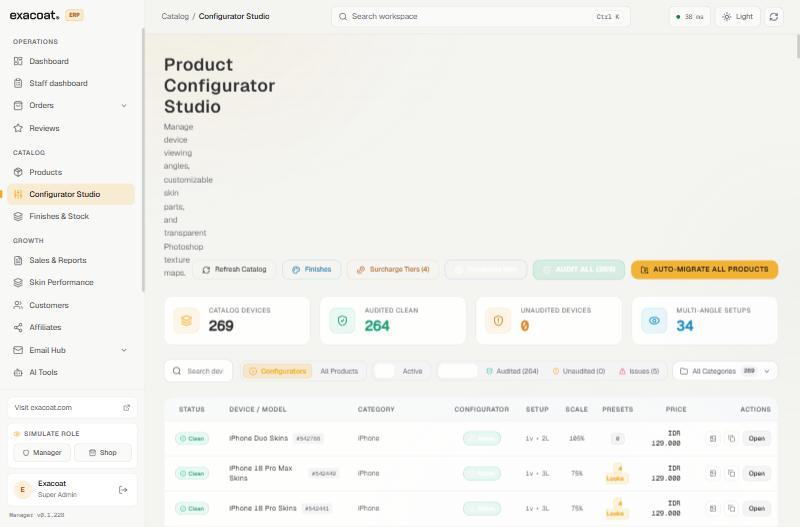 exacoat. ERP
Catalog / Configurator Studio
Search workspace
Ctrl K
38 ms
Light
OPERATIONS
Dashboard
Staff dashboard
Orders
Reviews
CATALOG
Products
Configurator Studio
Finishes & Stock
GROWTH
Sales & Reports
Skin Performance
Customers
Affiliates
Email Hub
AI Tools
Visit exacoat.com
SIMULATE ROLE
Manager
Shop
E
Exacoat
Super Admin
Manager v0.1.228
Product
Configurator
Studio
Manage
device
viewing
angles,
customizable
skin
parts,
and
transparent
Photoshop
texture
maps.
Refresh Catalog
Finishes
Surcharge Tiers (4)
AUDIT ALL
AUTO-MIGRATE ALL PRODUCTS
CATALOG DEVICES
269
AUDITED CLEAN
264
UNAUDITED DEVICES
0
MULTI-ANGLE SETUPS
34
Search dev
Configurators
All Products
Active
Audited (264)
Unaudited (0)
Issues (5)
All Categories 269
STATUS DEVICE / MODEL CATEGORY CONFIGURATOR SETUP SCALE PRESETS PRICE ACTIONS
Clean iPhone Duo Skins #542766 iPhone 1v • 2L 105% 0 IDR
129.000 Open
Clean iPhone 18 Pro Max
Skins #542449 iPhone 1v • 3L 75% 4
Looks IDR
129.000 Open
Clean iPhone 18 Pro Skins #542441 iPhone 1v • 3L 75% 4
Looks IDR
129.000 Open